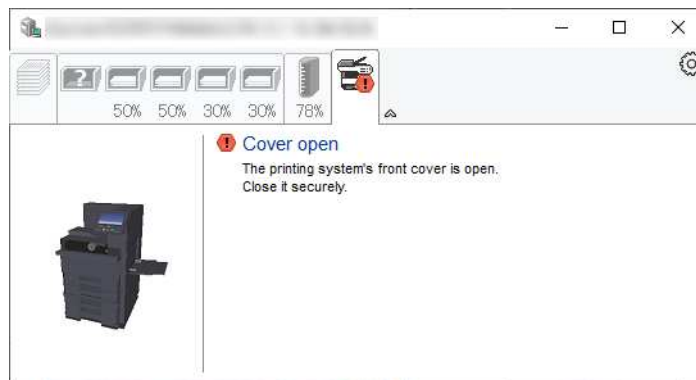 ?
50% 50% 30% 30% 78%
Cover open
The printing system's front cover is open.
Close it securely.